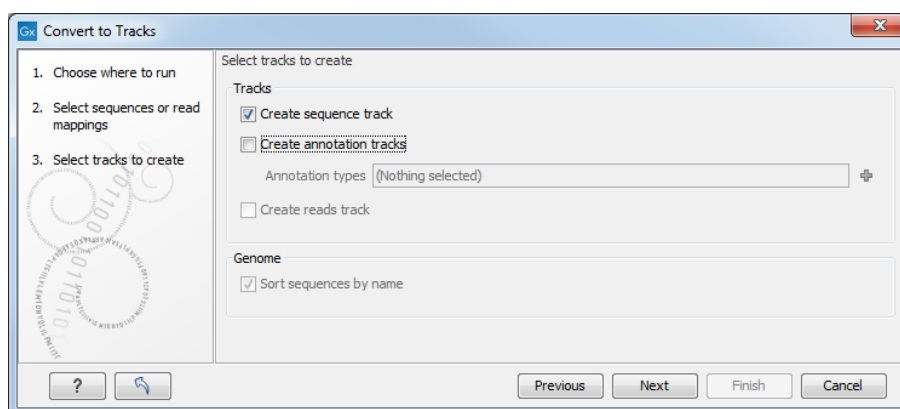 Gx Convert to Tracks
1. Choose where to run
2. Select sequences or read
mappings
3. Select tracks to create
Select tracks to create
Tracks
Create sequence track
Create annotation tracks
Annotation types (Nothing selected)
Create reads track
Genome
Sort sequences by name
?
Previous Next Finish Cancel